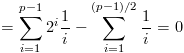 = \sum_{i=1}^{p-1} 2^i \frac{1}{i} - \sum_{i=1}^{(p-1)/2} \frac{1}{i} = 0